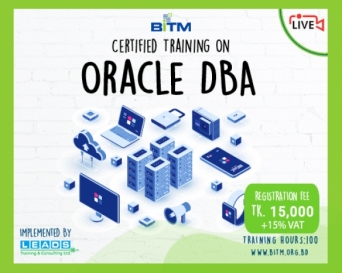 BITM
LIVE
CERTIFIED TRAINING ON
ORACLE DBA
REGISTRATION FEE
TK. 15,000
+15% VAT
IMPLEMENTED BY
LEADS
Training & Consulting Ltd.
TRAINING HOURS:100
WWW.BITM.ORG.BD